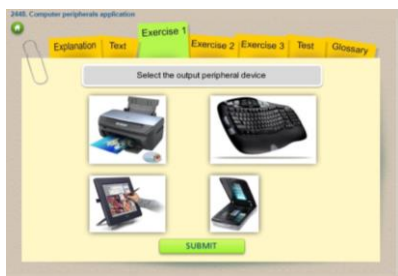 2448. Computer peripherals application
Explanation Text Exercise 1 Exercise 2 Exercise 3 Test Glossary
Select the output peripheral device
SUBMIT